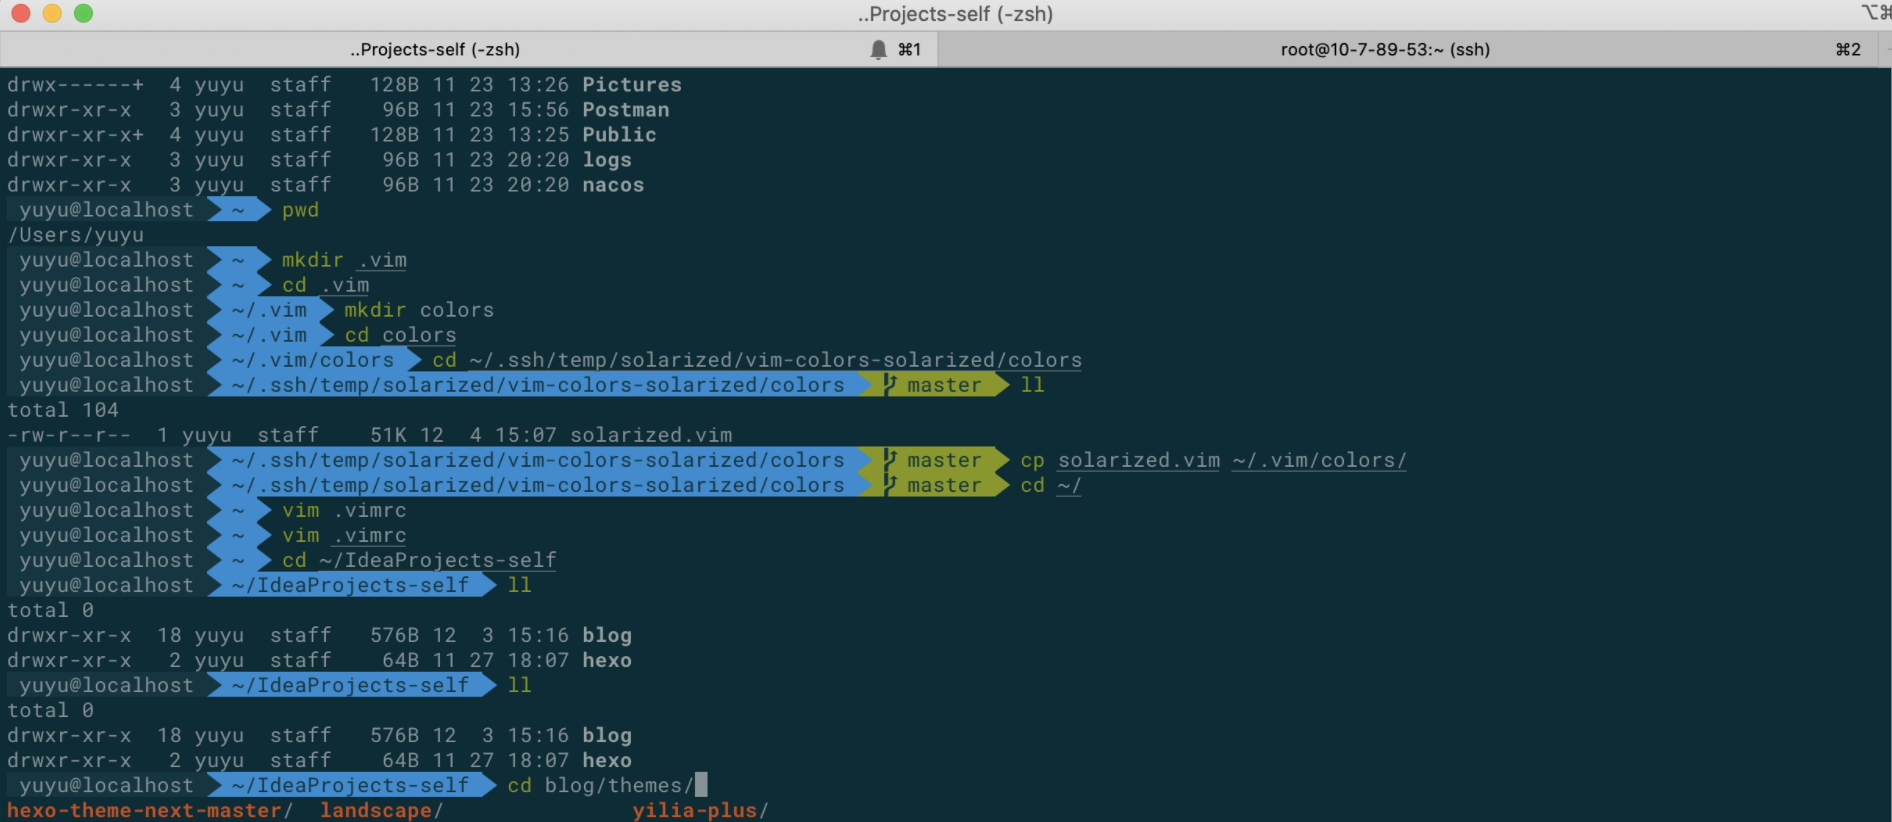 ..Projects-self (-zsh)
..Projects-self (-zsh) ⌘1 root@10-7-89-53:~ (ssh) ⌘2
drwx------+  4 yuyu  staff   128B 11 23 13:26 Pictures
drwxr-xr-x   3 yuyu  staff    96B 11 23 15:56 Postman
drwxr-xr-x+  4 yuyu  staff   128B 11 23 13:25 Public
drwxr-xr-x   3 yuyu  staff    96B 11 23 20:20 logs
drwxr-xr-x   3 yuyu  staff    96B 11 23 20:20 nacos
yuyu@localhost ~ pwd
/Users/yuyu
yuyu@localhost ~ mkdir .vim
yuyu@localhost ~ cd .vim
yuyu@localhost ~/.vim mkdir colors
yuyu@localhost ~/.vim cd colors
yuyu@localhost ~/.vim/colors cd ~/.ssh/temp/solarized/vim-colors-solarized/colors
yuyu@localhost ~/.ssh/temp/solarized/vim-colors-solarized/colors master ll
total 104
-rw-r--r--  1 yuyu  staff    51K 12  4 15:07 solarized.vim
yuyu@localhost ~/.ssh/temp/solarized/vim-colors-solarized/colors master cp solarized.vim ~/.vim/colors/
yuyu@localhost ~/.ssh/temp/solarized/vim-colors-solarized/colors master cd ~/
yuyu@localhost ~ vim .vimrc
yuyu@localhost ~ vim .vimrc
yuyu@localhost ~ cd ~/IdeaProjects-self
yuyu@localhost ~/IdeaProjects-self ll
total 0
drwxr-xr-x  18 yuyu  staff   576B 12  3 15:16 blog
drwxr-xr-x   2 yuyu  staff    64B 11 27 18:07 hexo
yuyu@localhost ~/IdeaProjects-self ll
total 0
drwxr-xr-x  18 yuyu  staff   576B 12  3 15:16 blog
drwxr-xr-x   2 yuyu  staff    64B 11 27 18:07 hexo
yuyu@localhost ~/IdeaProjects-self cd blog/themes/
hexo-theme-next-master/  landscape/  yilia-plus/